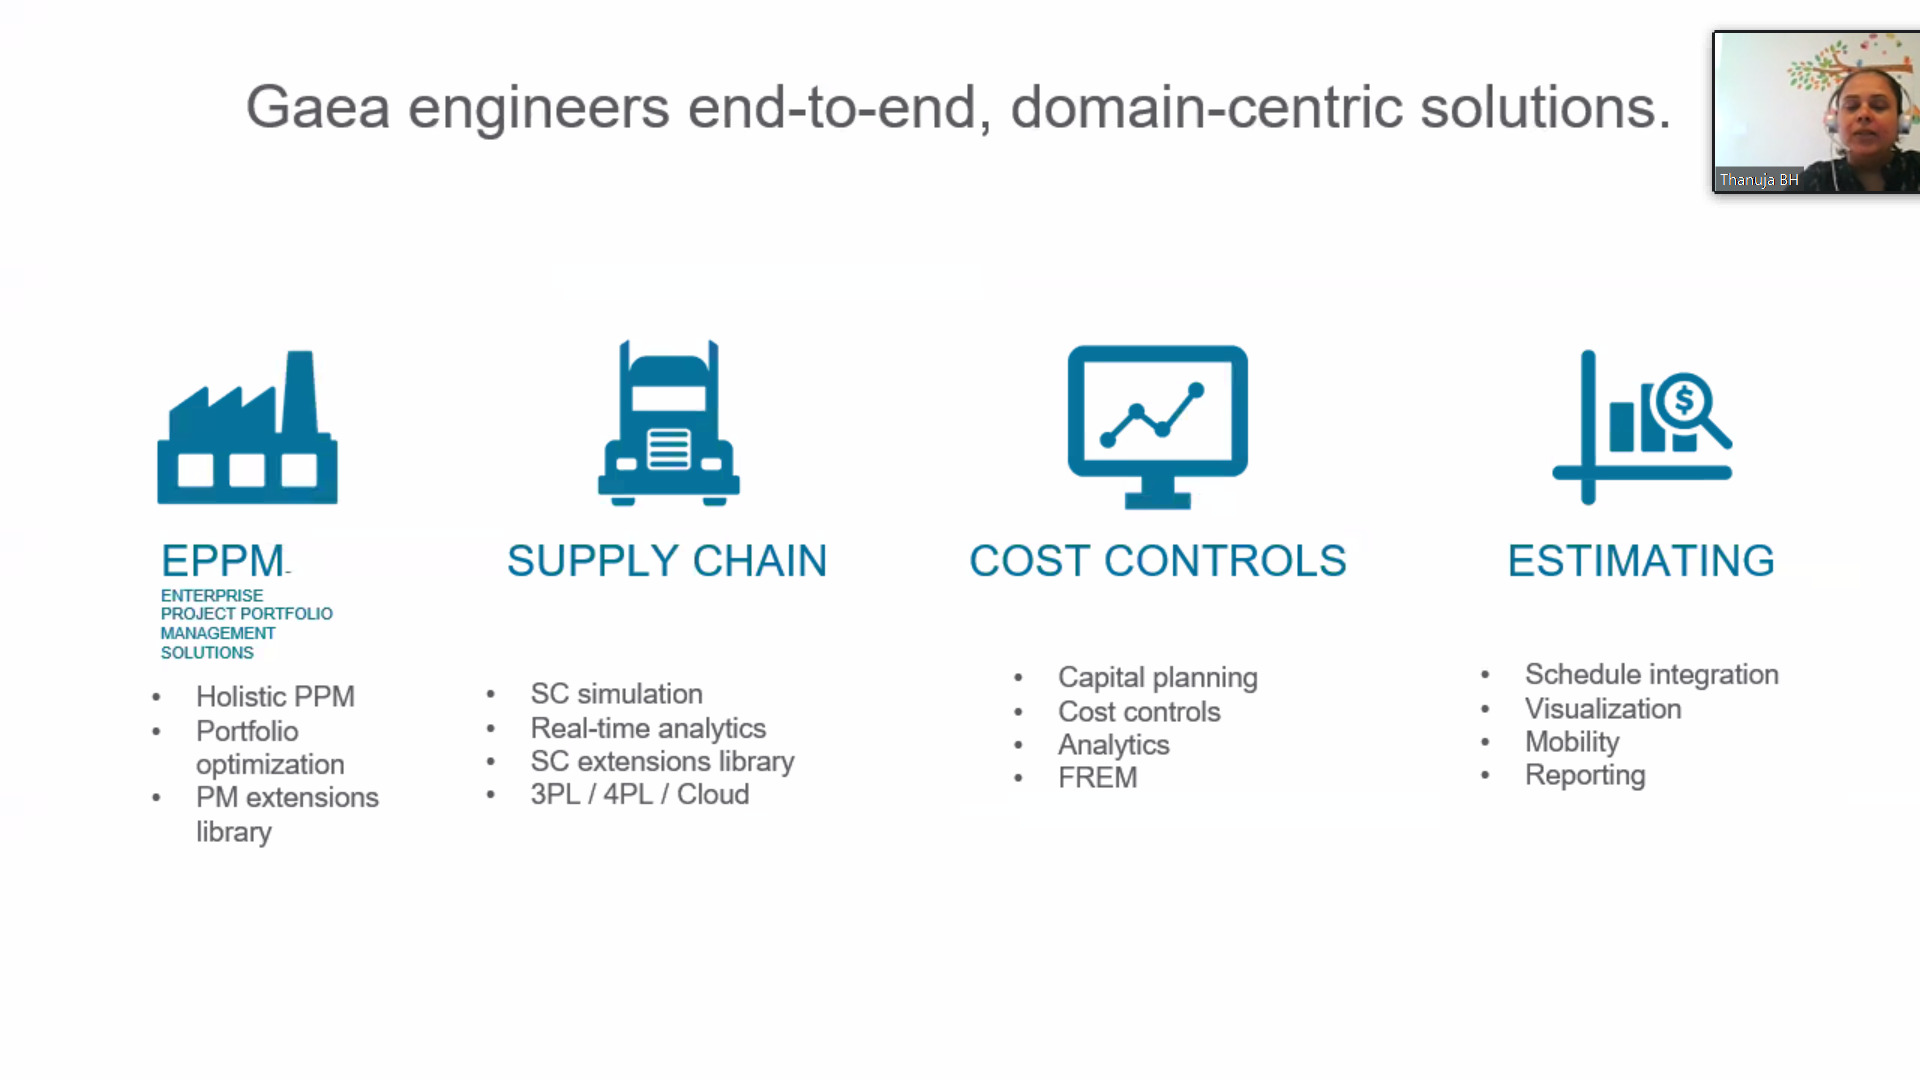 Gaea engineers end-to-end, domain-centric solutions.
Thanuja BH
$
EPPM-
ENTERPRISE
PROJECT PORTFOLIO
MANAGEMENT
SOLUTIONS
• Holistic PPM
• Portfolio
optimization
• PM extensions
library
SUPPLY CHAIN
• SC simulation
• Real-time analytics
• SC extensions library
• 3PL / 4PL / Cloud
COST CONTROLS
• Capital planning
• Cost controls
• Analytics
• FREM
ESTIMATING
• Schedule integration
• Visualization
• Mobility
• Reporting